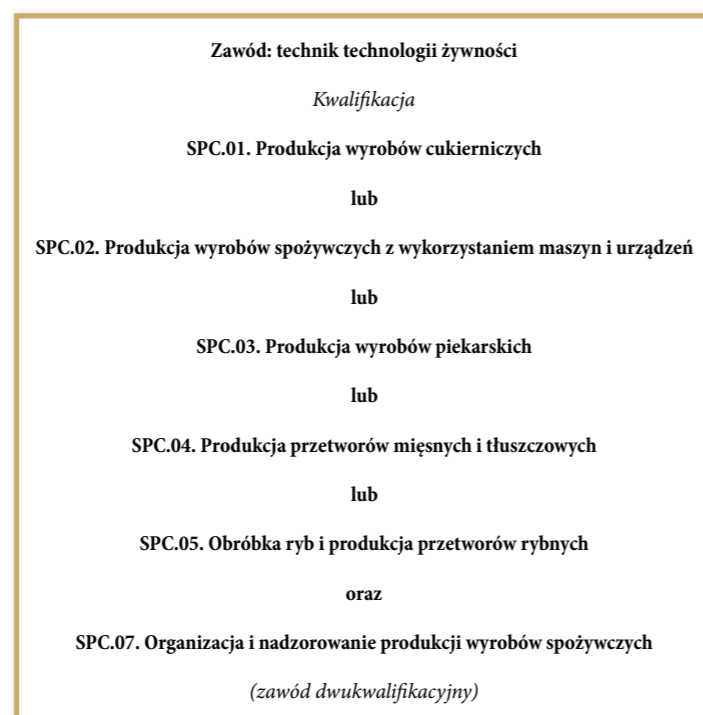 Zawód: technik technologii żywności
Kwalifikacja
SPC.01. Produkcja wyrobów cukierniczych
lub
SPC.02. Produkcja wyrobów spożywczych z wykorzystaniem maszyn i urządzeń
lub
SPC.03. Produkcja wyrobów piekarskich
lub
SPC.04. Produkcja przetworów mięsnych i tłuszczowych
lub
SPC.05. Obróbka ryb i produkcja przetworów rybnych
oraz
SPC.07. Organizacja i nadzorowanie produkcji wyrobów spożywczych
(zawód dwukwalifikacyjny)